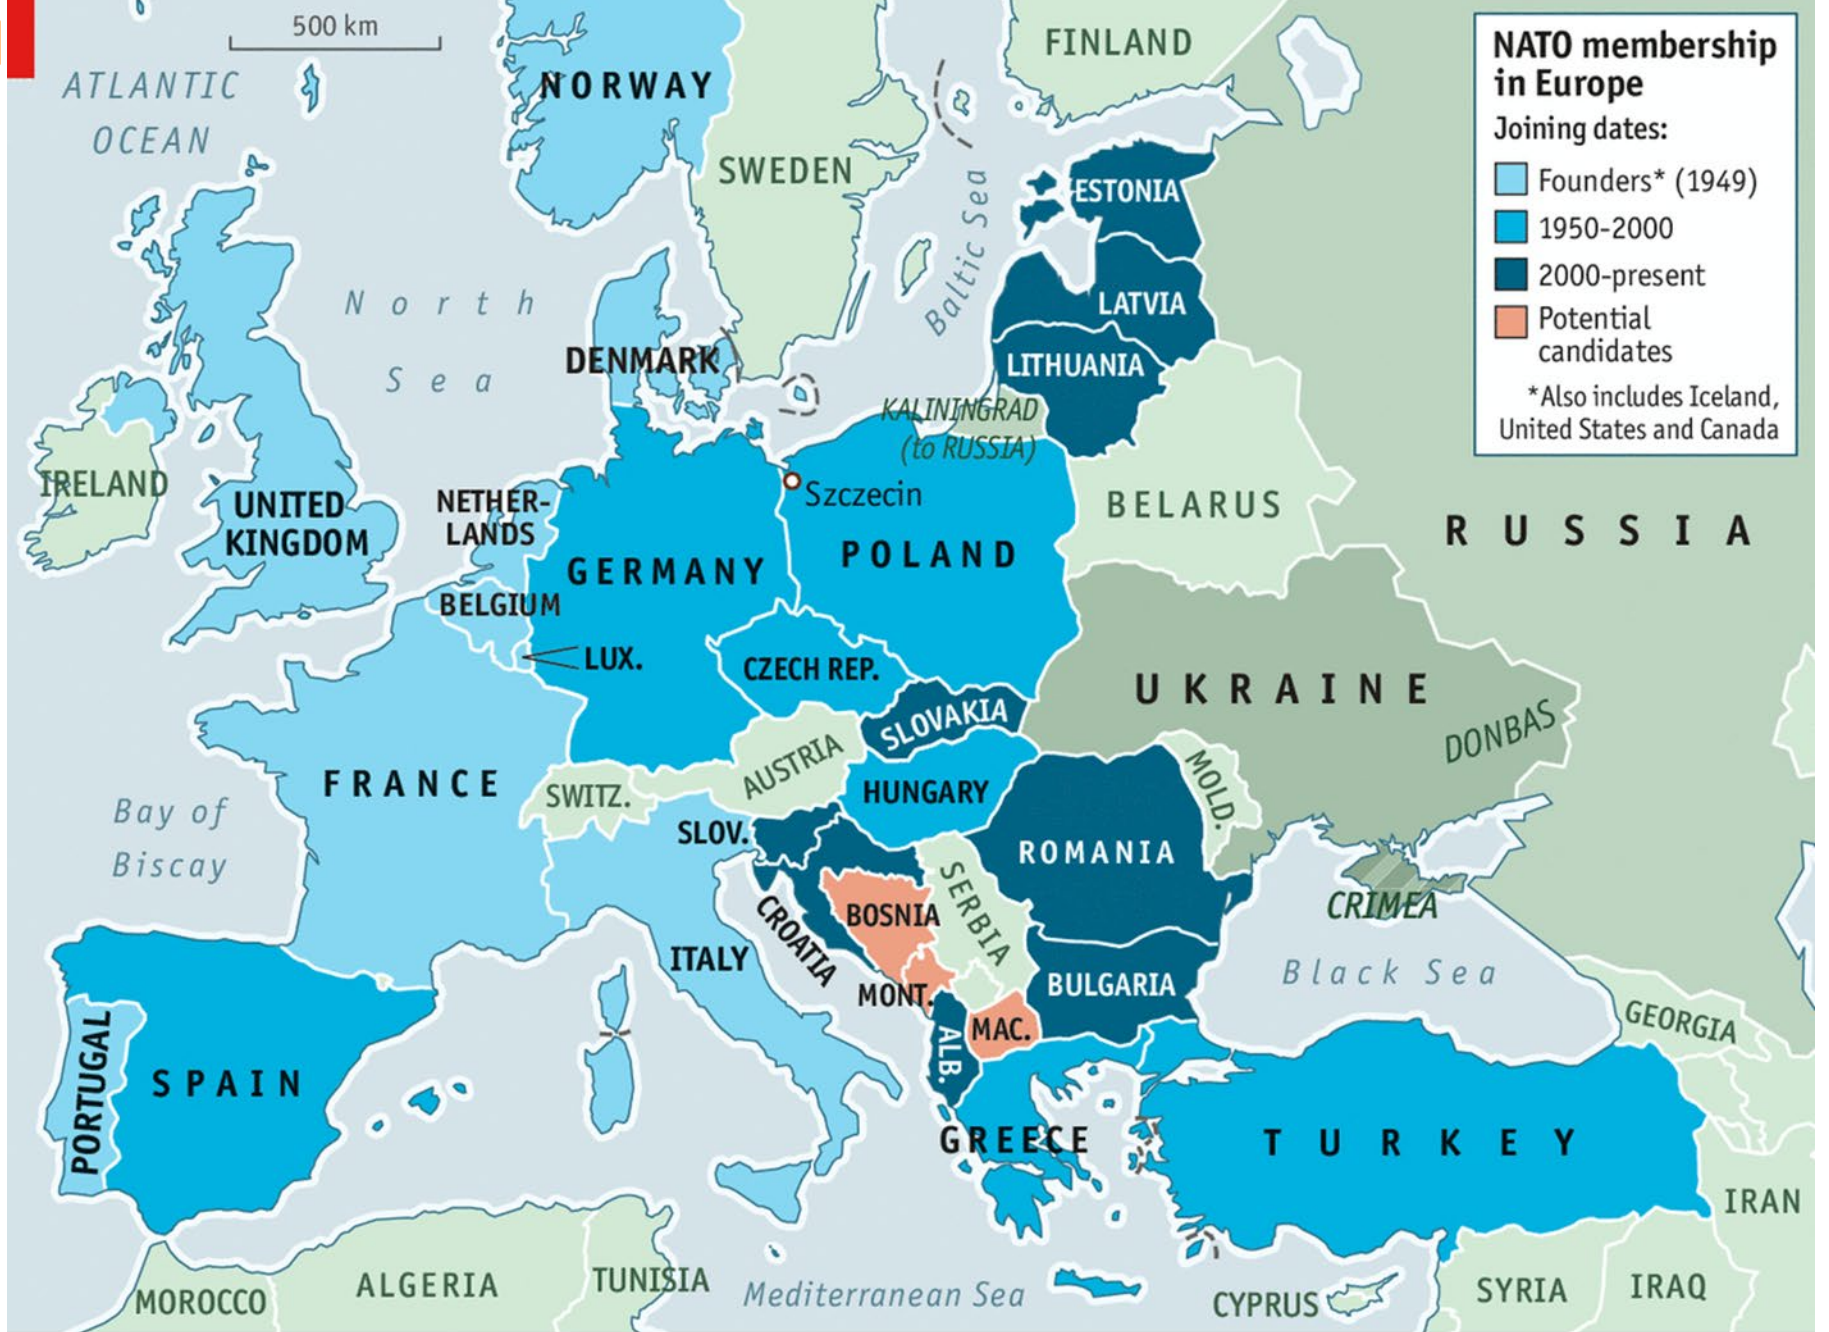 500 km
ATLANTIC
OCEAN
NORWAY
FINLAND
SWEDEN
NATO membership
in Europe
Joining dates:
Founders* (1949)
1950-2000
2000-present
Potential
candidates
*Also includes Iceland,
United States and Canada
Baltic Sea
ESTONIA
LATVIA
LITHUANIA
North
Sea
DENMARK
KALININGRAD
(to RUSSIA)
IRELAND
UNITED
KINGDOM
NETHER-
LANDS
Szczecin
BELARUS
RUSSIA
GERMANY
POLAND
BELGIUM
LUX.
CZECH REP.
UKRAINE
DONBAS
SLOVAKIA
AUSTRIA
MOLD.
FRANCE
SWITZ.
HUNGARY
Bay of
Biscay
SLOV.
ROMANIA
SERBIA
CRIMEA
BOSNIA
CROATIA
ITALY
Black Sea
BULGARIA
MONT.
MAC.
ALB.
GEORGIA
PORTUGAL
SPAIN
GREECE
TURKEY
IRAN
MOROCCO
ALGERIA
TUNISIA
Mediterranean Sea
CYPRUS
SYRIA
IRAQ